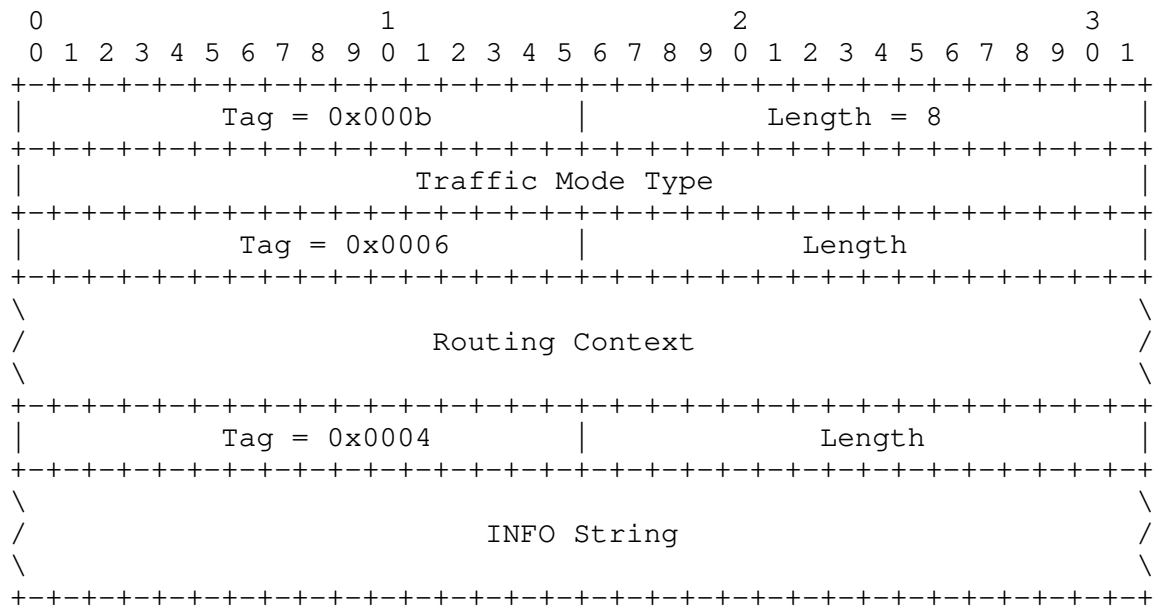 0                   1                   2                   3
 0 1 2 3 4 5 6 7 8 9 0 1 2 3 4 5 6 7 8 9 0 1 2 3 4 5 6 7 8 9 0 1
+-+-+-+-+-+-+-+-+-+-+-+-+-+-+-+-+-+-+-+-+-+-+-+-+-+-+-+-+-+-+-+-+
|           Tag = 0x000b        |          Length = 8           |
+-+-+-+-+-+-+-+-+-+-+-+-+-+-+-+-+-+-+-+-+-+-+-+-+-+-+-+-+-+-+-+-+
|                      Traffic Mode Type                        |
+-+-+-+-+-+-+-+-+-+-+-+-+-+-+-+-+-+-+-+-+-+-+-+-+-+-+-+-+-+-+-+-+
|            Tag = 0x0006       |            Length             |
+-+-+-+-+-+-+-+-+-+-+-+-+-+-+-+-+-+-+-+-+-+-+-+-+-+-+-+-+-+-+-+-+
\                                                               \
/                       Routing Context                         /
\                                                               \
+-+-+-+-+-+-+-+-+-+-+-+-+-+-+-+-+-+-+-+-+-+-+-+-+-+-+-+-+-+-+-+-+
|           Tag = 0x0004        |             Length            |
+-+-+-+-+-+-+-+-+-+-+-+-+-+-+-+-+-+-+-+-+-+-+-+-+-+-+-+-+-+-+-+-+
\                                                               \
/                          INFO String                          /
\                                                               \
+-+-+-+-+-+-+-+-+-+-+-+-+-+-+-+-+-+-+-+-+-+-+-+-+-+-+-+-+-+-+-+-+